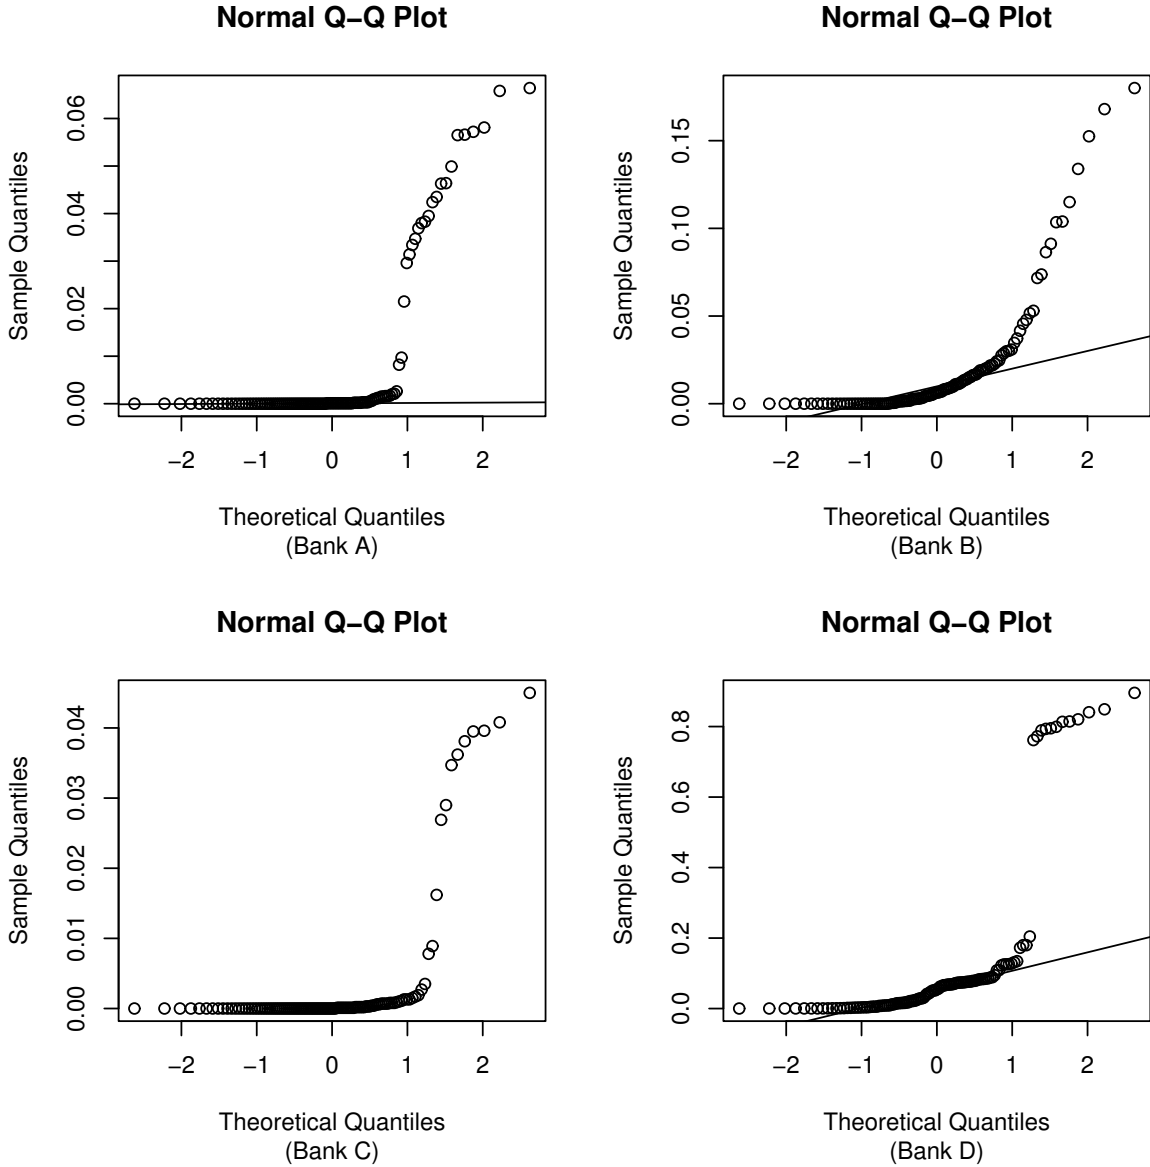 Normal Q−Q Plot
Sample Quantiles
0.00
0.02
0.04
0.06
−2
−1
0
1
2
Theoretical Quantiles
(Bank A)
Normal Q−Q Plot
Sample Quantiles
0.00
0.05
0.10
0.15
−2
−1
0
1
2
Theoretical Quantiles
(Bank B)
Normal Q−Q Plot
Sample Quantiles
0.00
0.01
0.02
0.03
0.04
−2
−1
0
1
2
Theoretical Quantiles
(Bank C)
Normal Q−Q Plot
Sample Quantiles
0.0
0.2
0.4
0.6
0.8
−2
−1
0
1
2
Theoretical Quantiles
(Bank D)